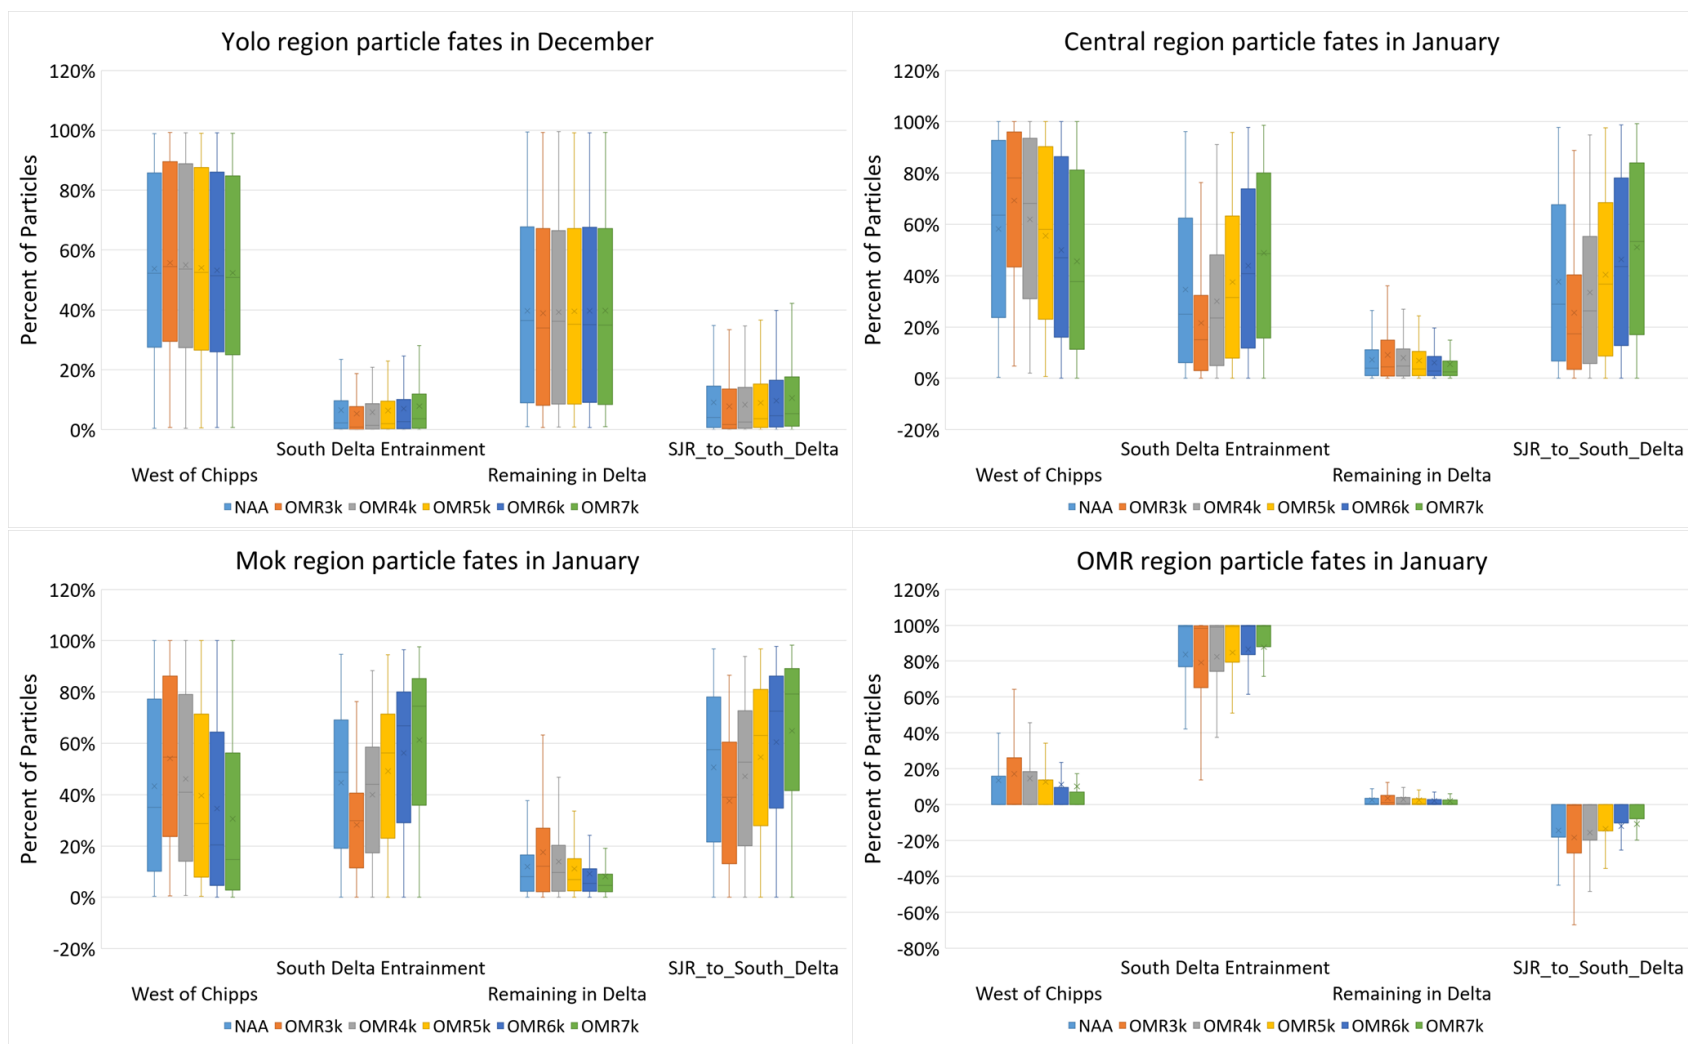 Yolo region particle fates in December
120%
100%
80%
60%
40%
20%
0%
Percent of Particles
South Delta Entrainment
SJR_to_South_Delta
West of Chipps
Remaining in Delta
NAA OMR3k OMR4k OMR5k OMR6k OMR7k
Central region particle fates in January
120%
100%
80%
60%
40%
20%
0%
-20%
Percent of Particles
South Delta Entrainment
SJR_to_South_Delta
West of Chipps
Remaining in Delta
NAA OMR3k OMR4k OMR5k OMR6k OMR7k
Mok region particle fates in January
120%
100%
80%
60%
40%
20%
0%
-20%
Percent of Particles
South Delta Entrainment
SJR_to_South_Delta
West of Chipps
Remaining in Delta
NAA OMR3k OMR4k OMR5k OMR6k OMR7k
OMR region particle fates in January
120%
100%
80%
60%
40%
20%
0%
-20%
-40%
-60%
-80%
Percent of Particles
South Delta Entrainment
SJR_to_South_Delta
West of Chipps
Remaining in Delta
NAA OMR3k OMR4k OMR5k OMR6k OMR7k